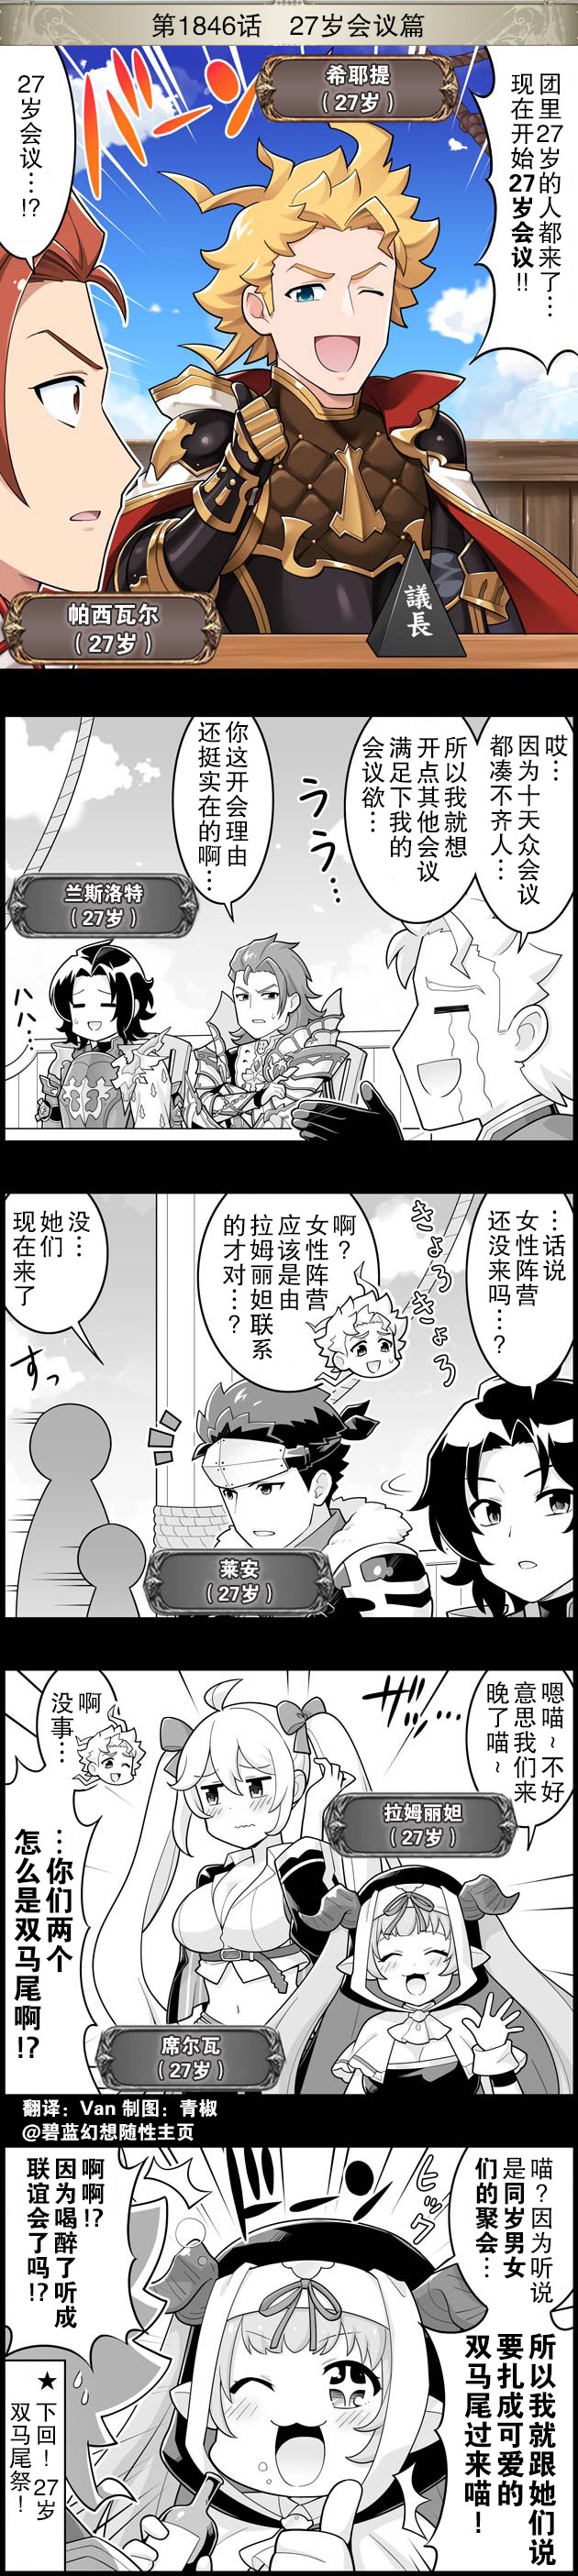 第1846话　27岁会议篇
团里27岁的人都来了…
现在开始27岁会议!!
希耶提
（27岁）
ドーン
27岁会议…!?
議長
帕西瓦尔
（27岁）
哎…
因为十天众会议
都凑不齐人…
所以我就想
开点其他会议
满足下我的
会议欲…
うう…
你这开会理由
还挺实在的啊…
兰斯洛特
（27岁）
ハハ…
…话说
女性阵营
还没来吗…?
きょろきょろ
啊?
女性阵营
应该是由
拉姆丽妲联系
的才对…?
没…
她们
现在来了
すっ
莱安
（27岁）
嗯喵~不好
意思我们来
晚了喵~
拉姆丽妲
（27岁）
啊
没事…
…你们两个
怎么是双马尾啊!?
席尔瓦
（27岁）
翻译：Van 制图：青椒
@碧蓝幻想随性主页
喵?因为听说
是同岁男女
们的聚会…
ヒック
ドーン
所以我就跟她们说
要扎成可爱的
双马尾过来喵!
啊啊!?
因为喝醉了听成
联谊会了吗!?
★下回！27岁
双马尾祭！